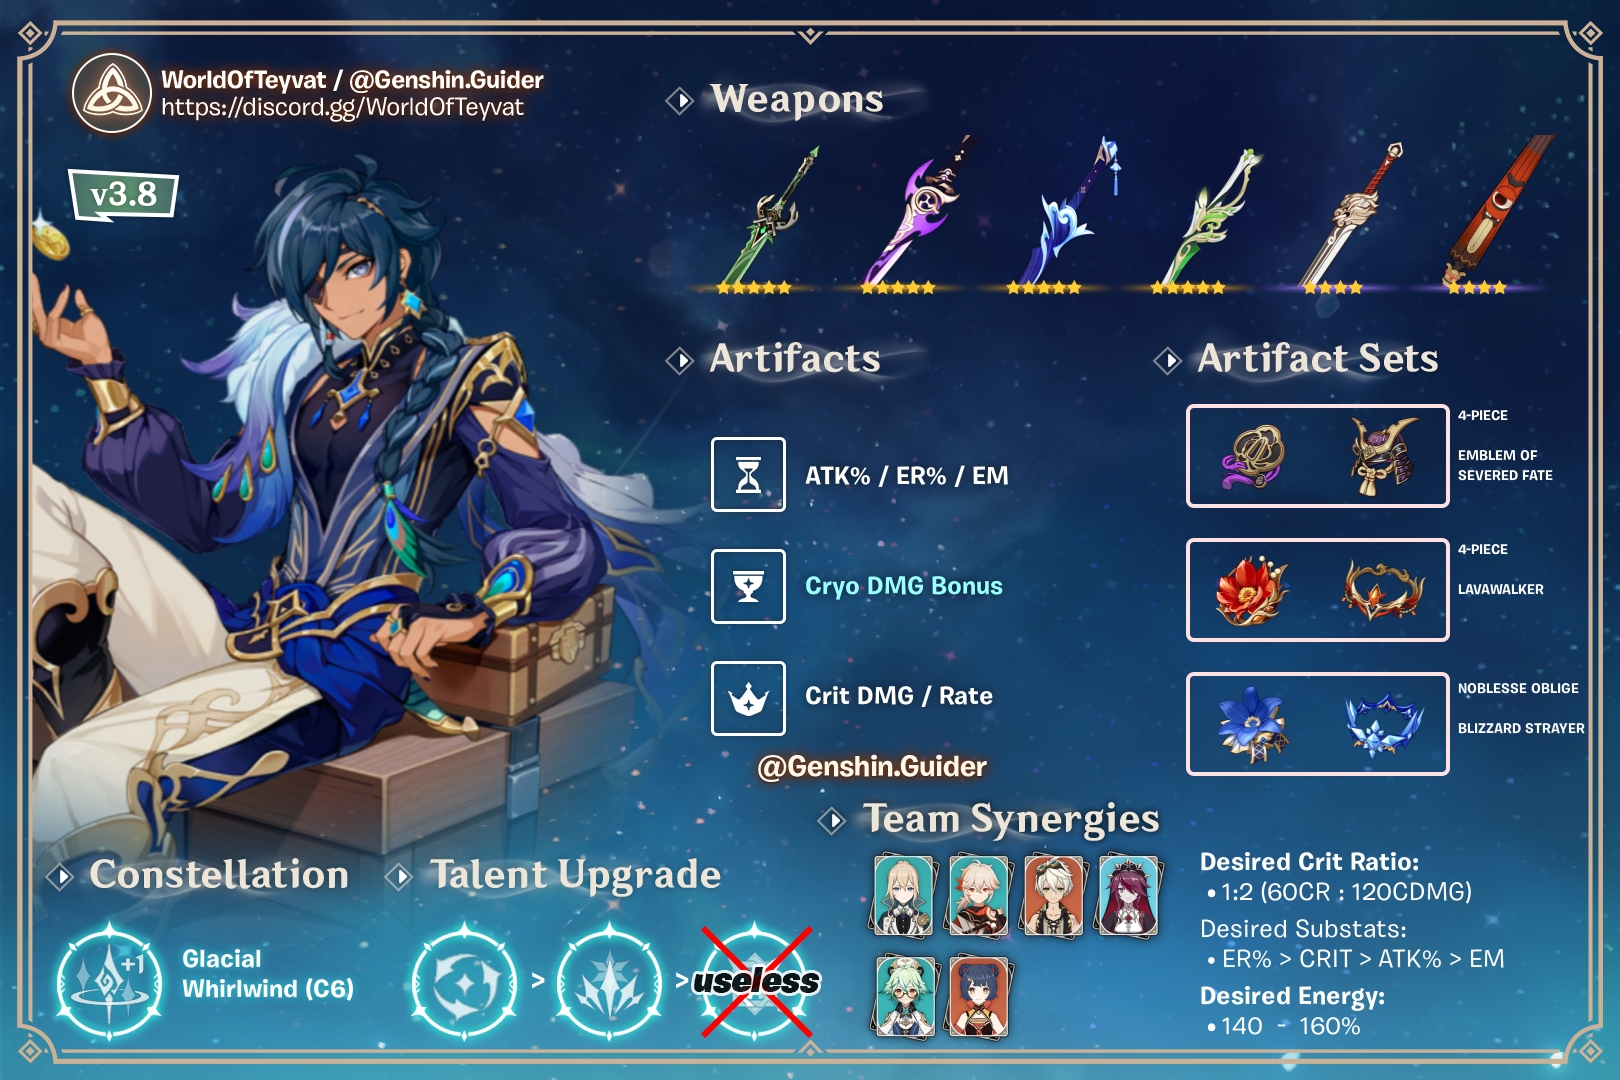 WorldOfTeyvat / @Genshin.Guider
https://discord.gg/WorldOfTeyvat
v3.8
Weapons
Artifacts
ATK% / ER% / EM
Cryo DMG Bonus
Crit DMG / Rate
@Genshin.Guider
Artifact Sets
4-PIECE
EMBLEM OF
SEVERED FATE
4-PIECE
LAVAWALKER
NOBLESSE OBLIGE
BLIZZARD STRAYER
Constellation
+1
Glacial
Whirlwind (C6)
Talent Upgrade
> > useless
Team Synergies
Desired Crit Ratio:
• 1:2 (60CR : 120CDMG)
Desired Substats:
• ER% > CRIT > ATK% > EM
Desired Energy:
• 140 - 160%